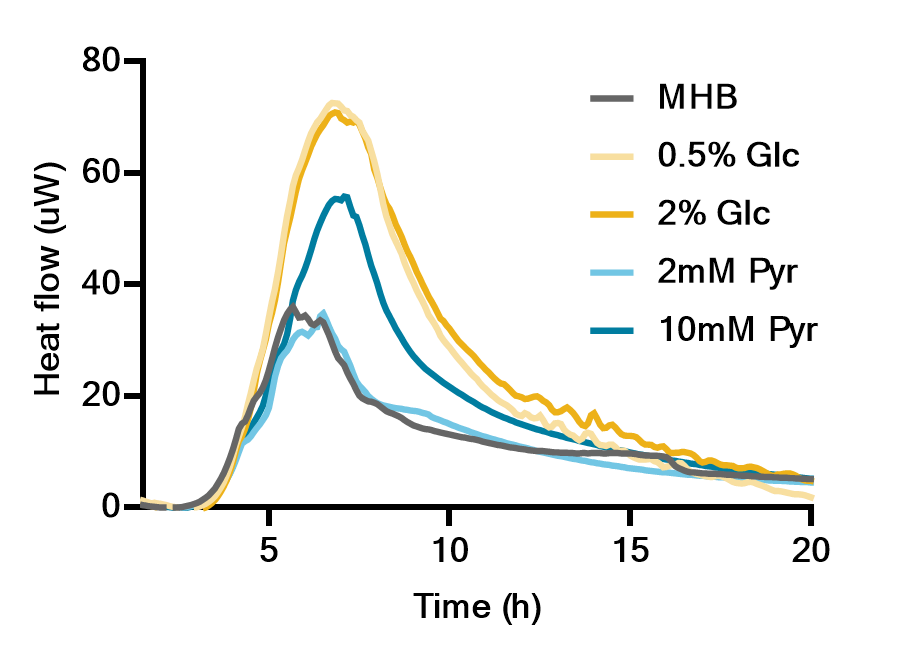 80
60
40
20
0
5
10
15
20
Heat flow (uW)
Time (h)
MHB
0.5% Glc
2% Glc
2mM Pyr
10mM Pyr